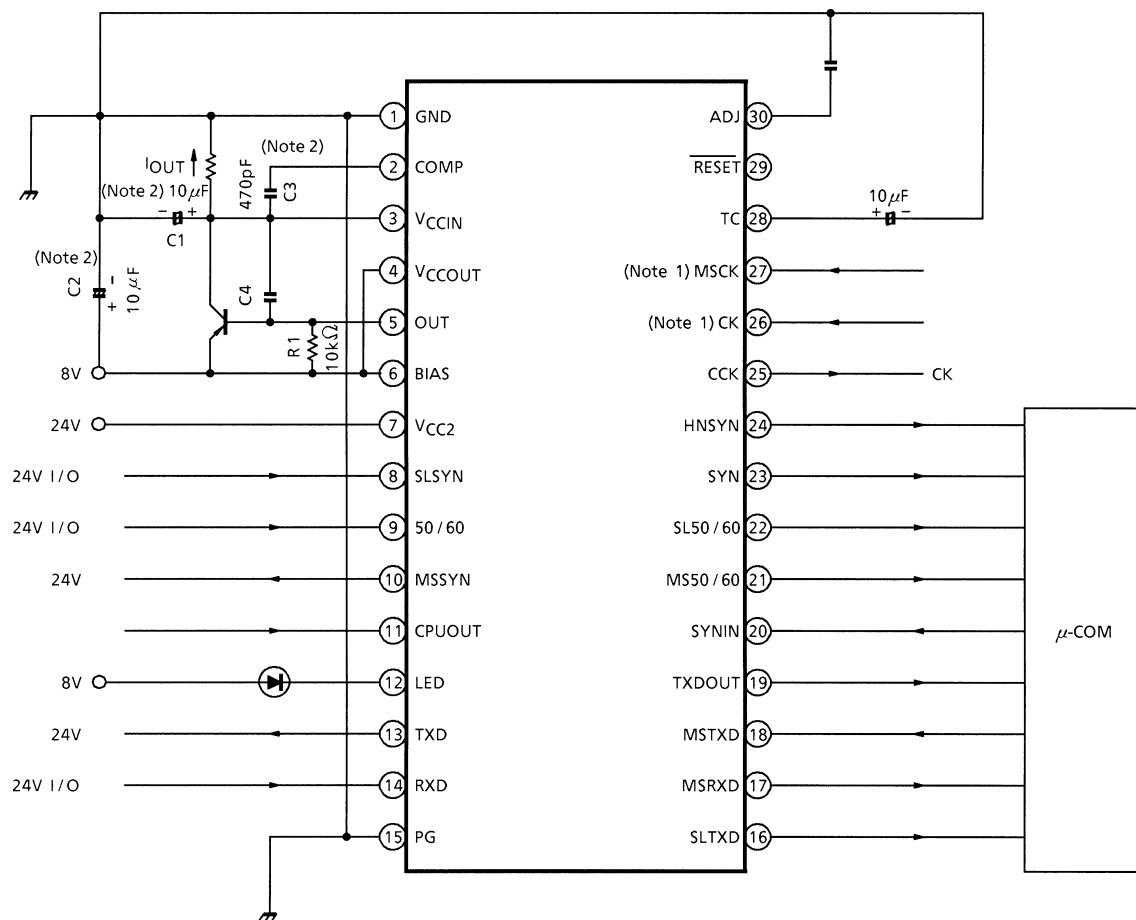 1 GND
ADJ 30
(Note 2)
IOUT
2 COMP
RESET 29
470pF
C3
(Note 2) 10μF
− +
C1
3 VCCIN
TC 28
10μF
+ −
(Note 2)
C2
− +
10 μF
4 VCCOUT
(Note 1) MSCK 27
C4
5 OUT
(Note 1) CK 26
R1
10kΩ
8V
6 BIAS
CCK 25
CK
24V
7 VCC2
HNSYN 24
24V I/O
8 SLSYN
SYN 23
24V I/O
9 50/60
SL50/60 22
24V
10 MSSYN
MS50/60 21
11 CPUOUT
SYNIN 20
μ-COM
8V
12 LED
TXDOUT 19
24V
13 TXD
MSTXD 18
24V I/O
14 RXD
MSRXD 17
15 PG
SLTXD 16